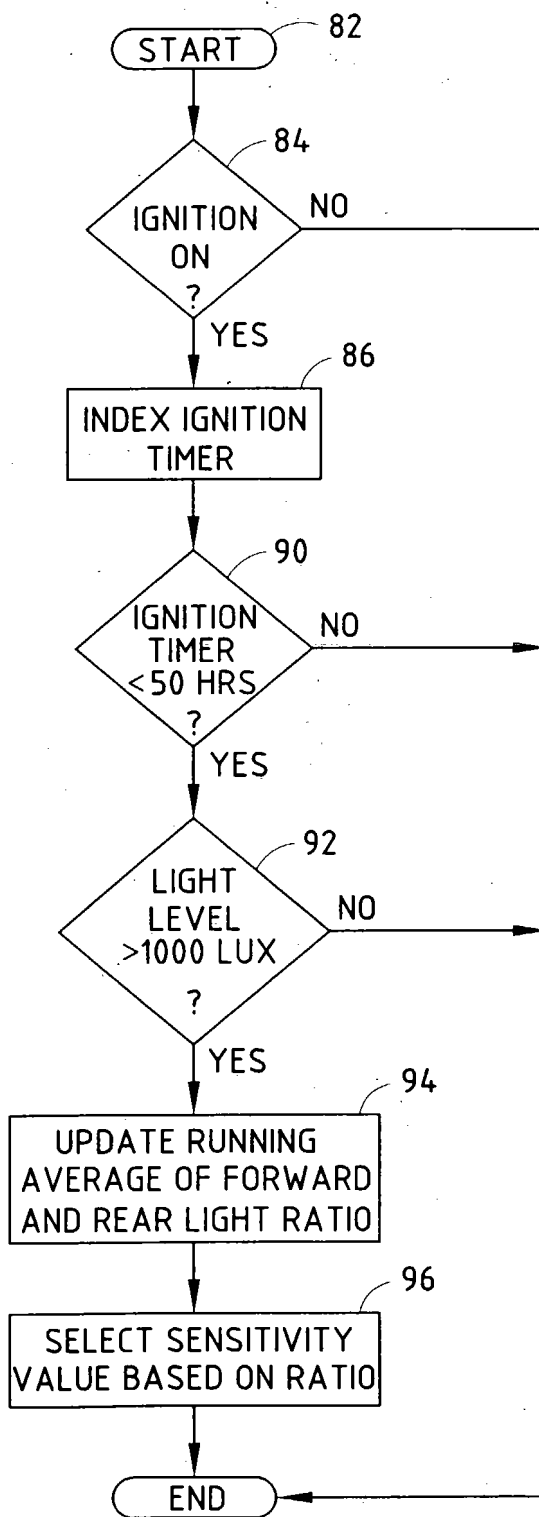 START
82
84
IGNITION
ON
?
NO
YES
86
INDEX IGNITION
TIMER
90
IGNITION
TIMER
<50 HRS
?
NO
YES
92
LIGHT
LEVEL
>1000 LUX
?
NO
YES
94
UPDATE RUNNING
AVERAGE OF FORWARD
AND REAR LIGHT RATIO
96
SELECT SENSITIVITY
VALUE BASED ON RATIO
END